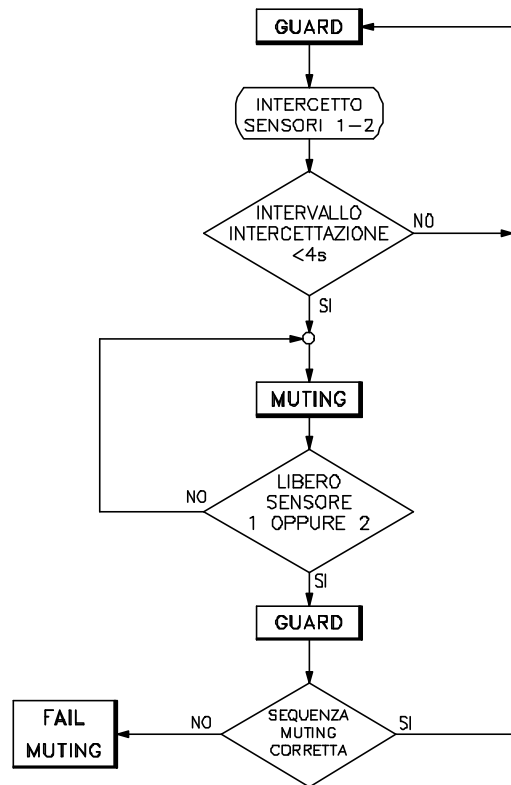 GUARD
INTERCETTO
SENSORI 1-2
INTERVALLO
INTERCETTAZIONE
<4s
NO
SI
MUTING
LIBERO
SENSORE
1 OPPURE 2
NO
SI
GUARD
SEQUENZA
MUTING
CORRETTA
NO
SI
FAIL
MUTING